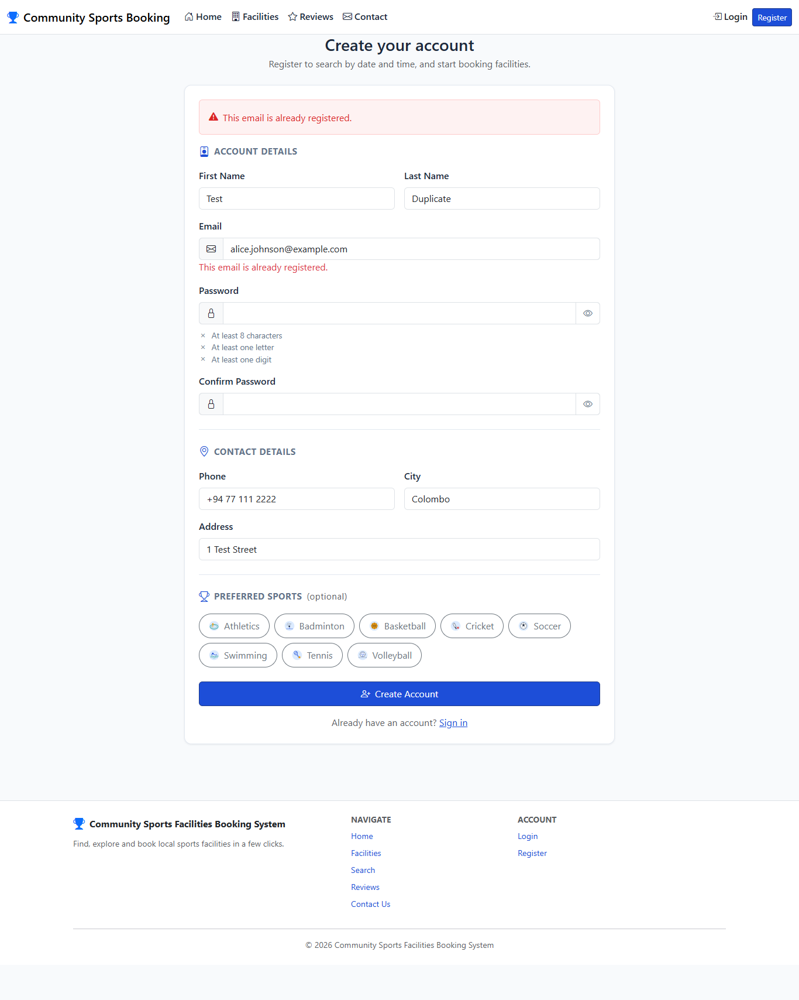 Community Sports Booking Home Facilities Reviews Contact Login Register
Create your account
Register to search by date and time, and start booking facilities.
This email is already registered.
ACCOUNT DETAILS
First Name Last Name
Test Duplicate
Email
alice.johnson@example.com
This email is already registered.
Password
At least 8 characters
At least one letter
At least one digit
Confirm Password
CONTACT DETAILS
Phone City
+94 77 111 2222 Colombo
Address
1 Test Street
PREFERRED SPORTS (optional)
Athletics Badminton Basketball Cricket Soccer
Swimming Tennis Volleyball
Create Account
Already have an account? Sign in
Community Sports Facilities Booking System
Find, explore and book local sports facilities in a few clicks.
NAVIGATE
Home
Facilities
Search
Reviews
Contact Us
ACCOUNT
Login
Register
© 2026 Community Sports Facilities Booking System